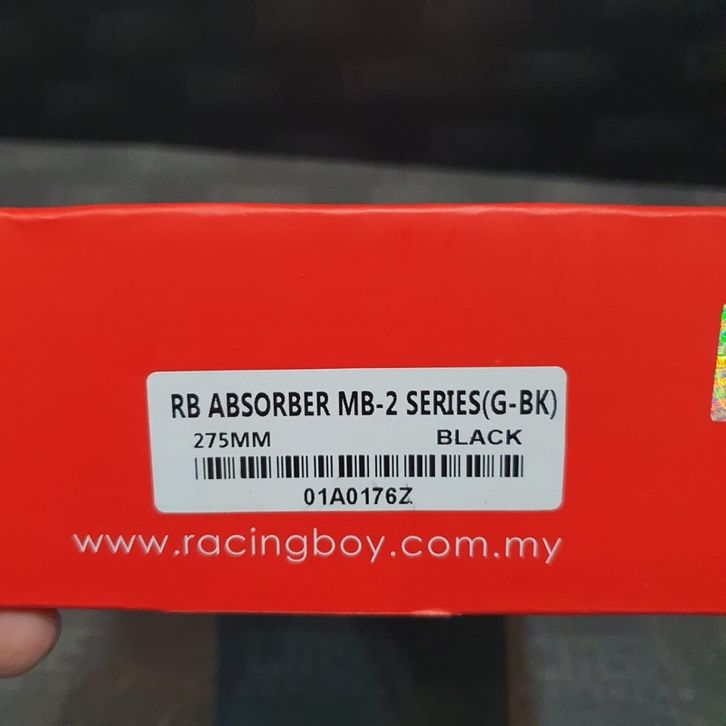 RB ABSORBER MB-2 SERIES(G-BK)
275MM BLACK
01A0176Z
www.racingboy.com.my